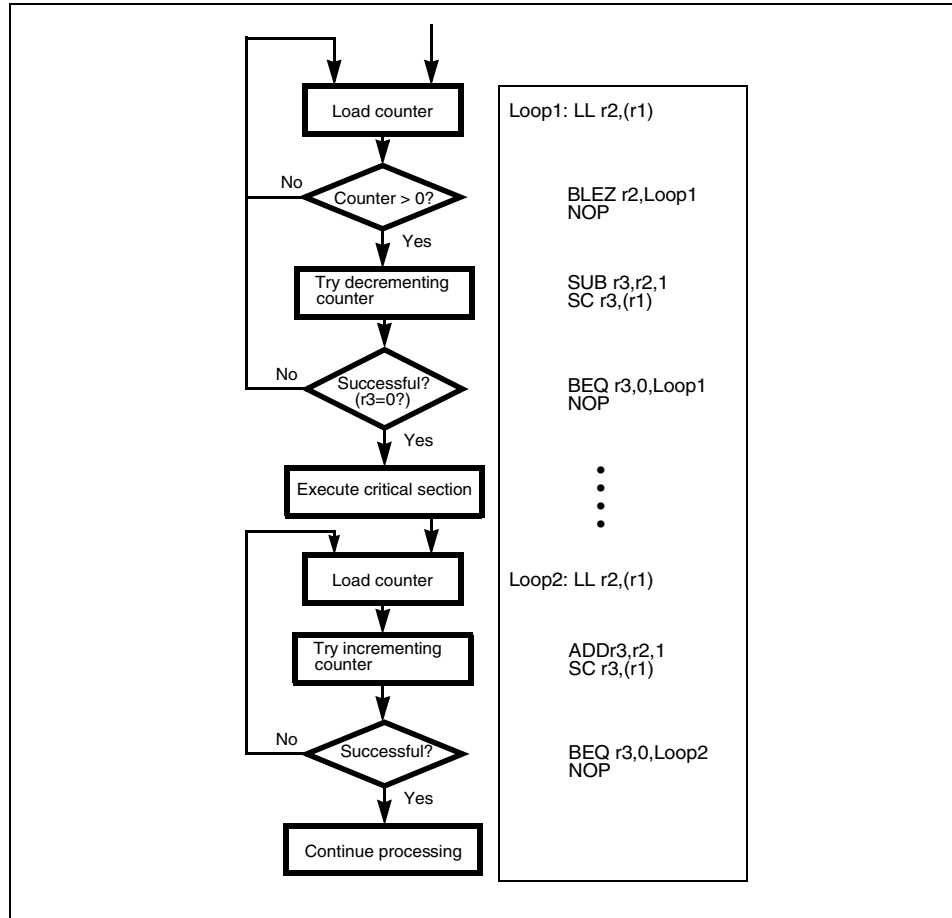 Load counter
Loop1: LL r2,(r1)
No
Counter > 0?
BLEZ r2,Loop1
NOP
Yes
Try decrementing
counter
SUB r3,r2,1
SC r3,(r1)
No
Successful?
(r3=0?)
BEQ r3,0,Loop1
NOP
Yes
Execute critical section
Load counter
Loop2: LL r2,(r1)
Try incrementing
counter
ADDr3,r2,1
SC r3,(r1)
No
Successful?
BEQ r3,0,Loop2
NOP
Yes
Continue processing